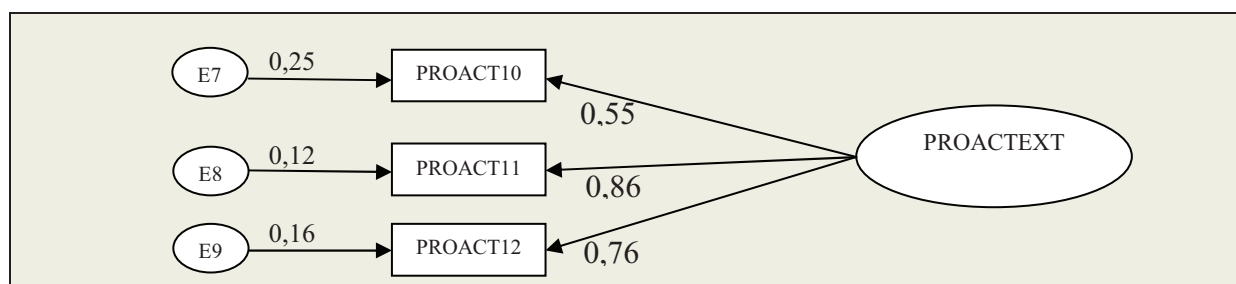 E7 0,25 PROACT10
0,55
PROACTEXT
E8 0,12 PROACT11
0,86
E9 0,16 PROACT12
0,76